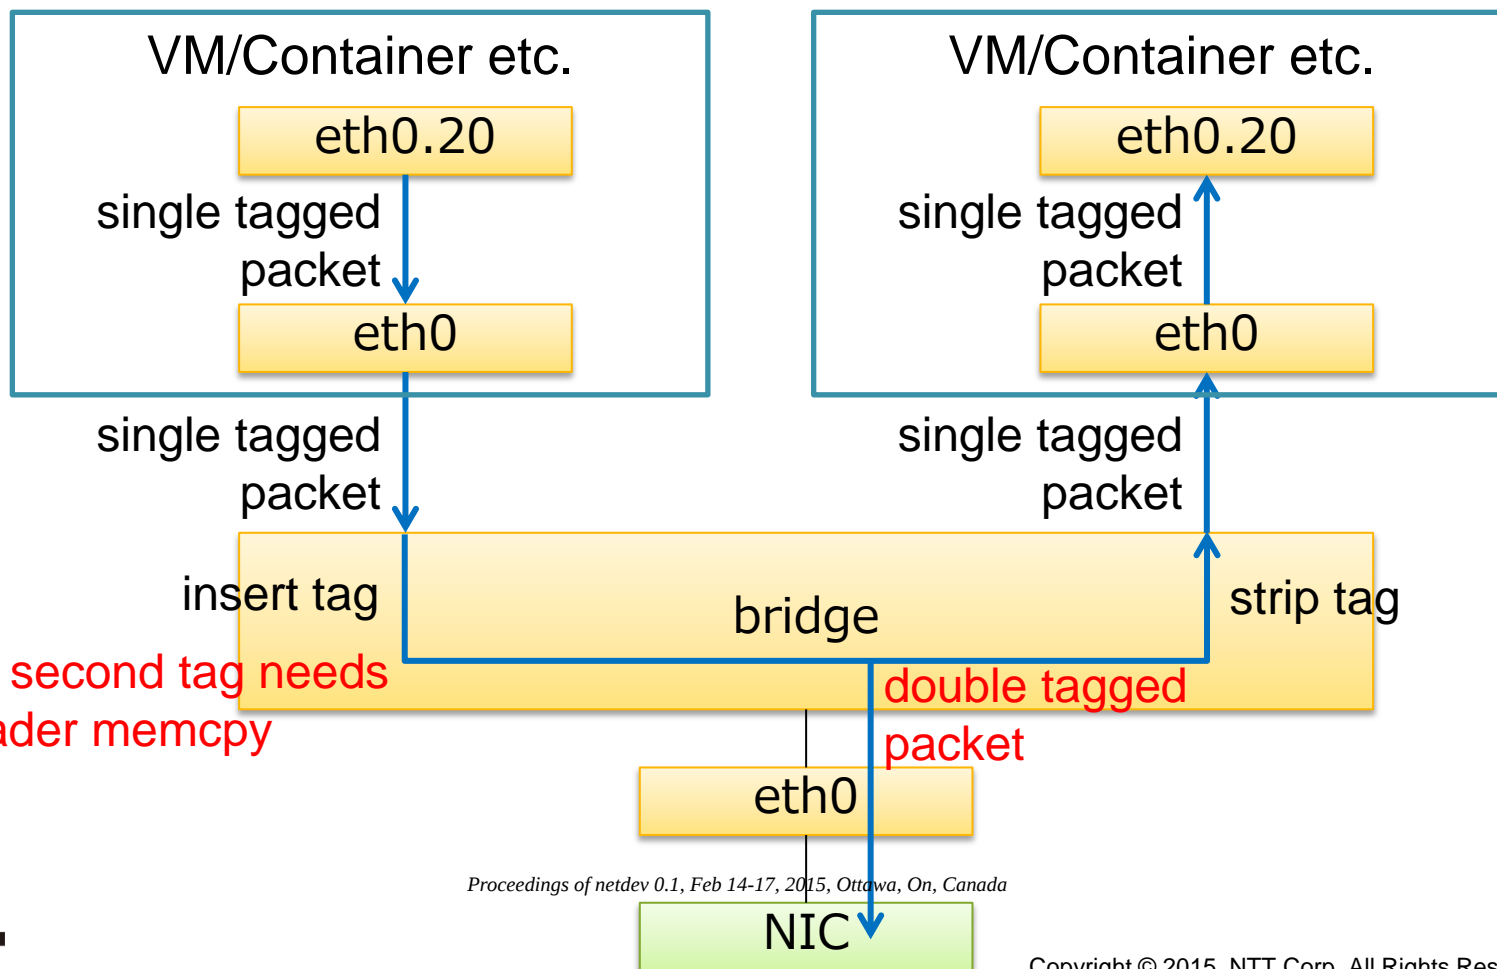 VM/Container etc.
eth0.20
single tagged
packet
eth0
single tagged
packet
VM/Container etc.
eth0.20
single tagged
packet
eth0
single tagged
packet
insert tag
bridge
strip tag
second tag needs
memcpy
double tagged
packet
eth0
Proceedings of netdev 0.1, Feb 14-17, 2015, Ottawa, On, Canada
NIC
Copyright © 2015 NTT Corp. All Rights